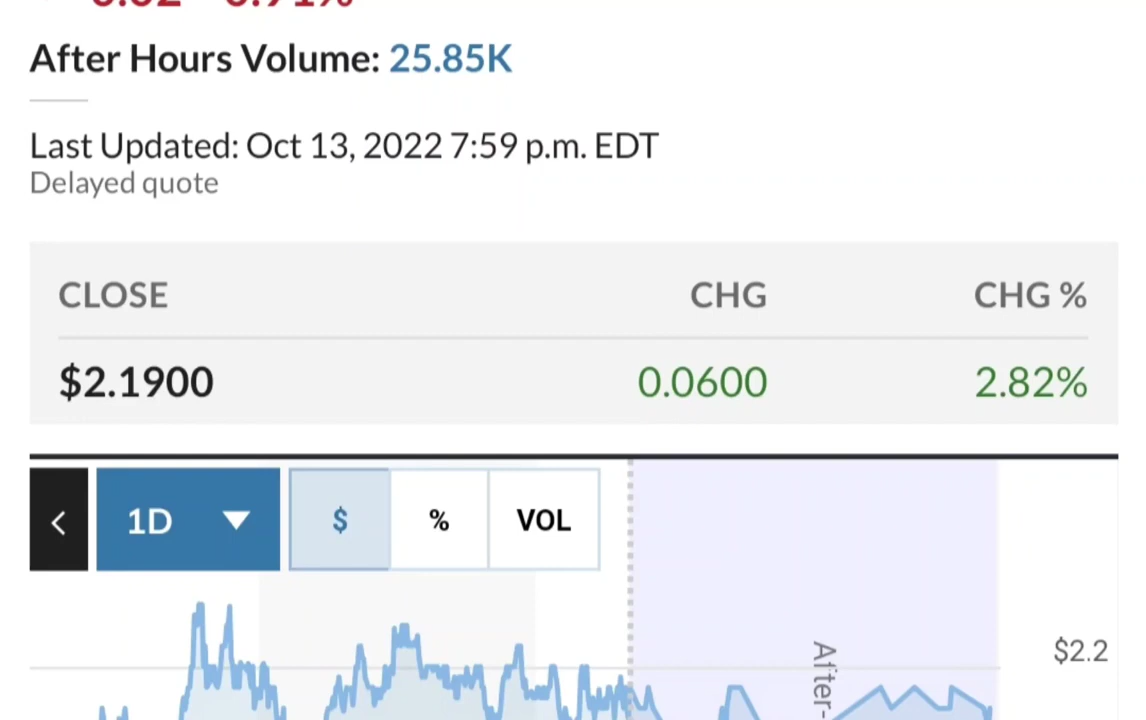 After Hours Volume: 25.85K
Last Updated: Oct 13, 2022 7:59 p.m. EDT
Delayed quote
CLOSE CHG CHG %
$2.1900 0.0600 2.82%
1D $ % VOL
$2.2
After-